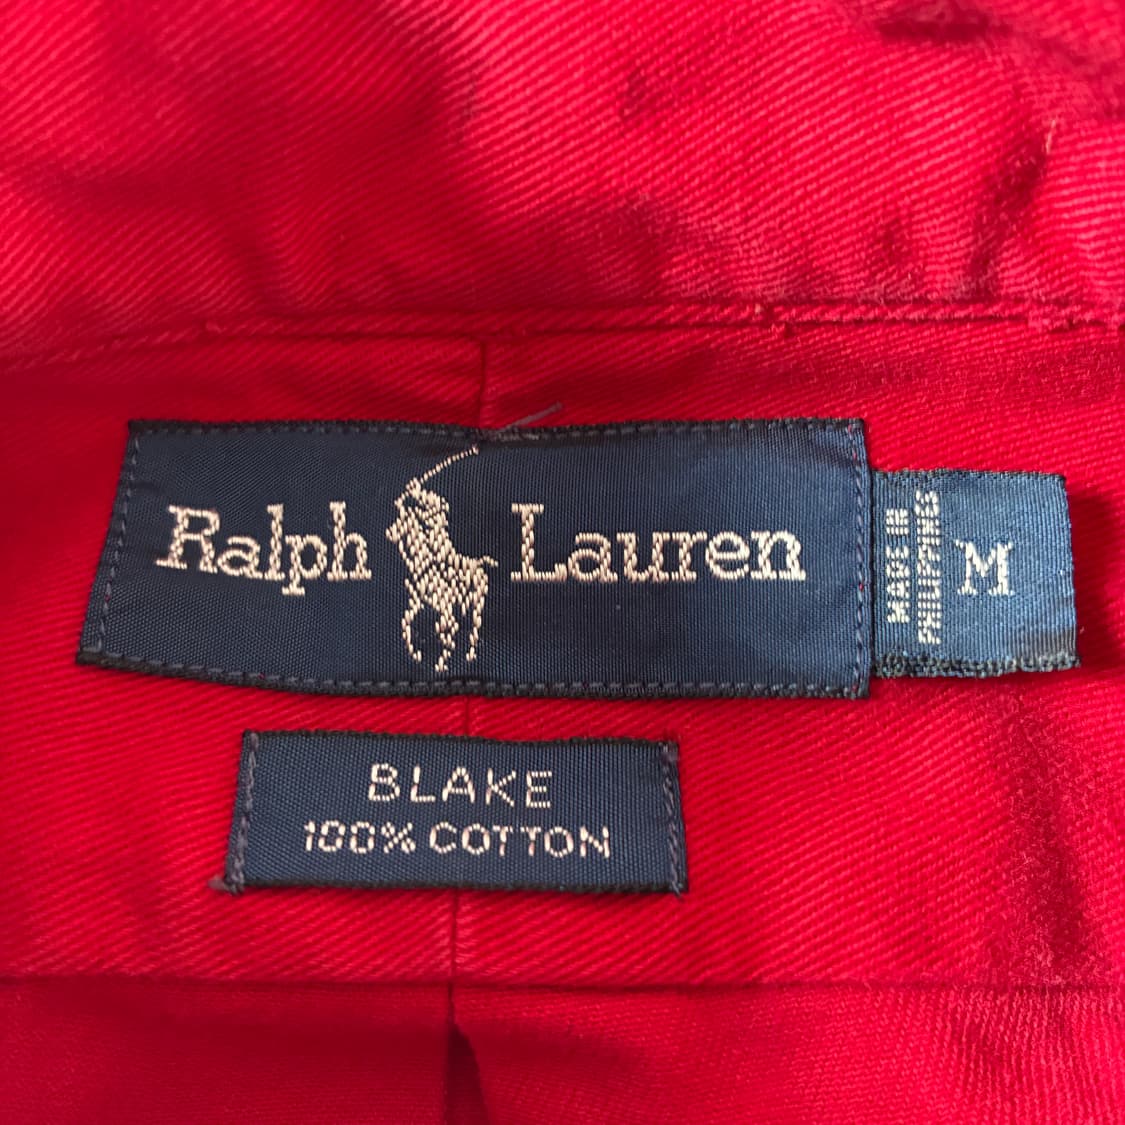 Ralph Lauren
MADE IN
PHILIPPINES
M
BLAKE
100% COTTON